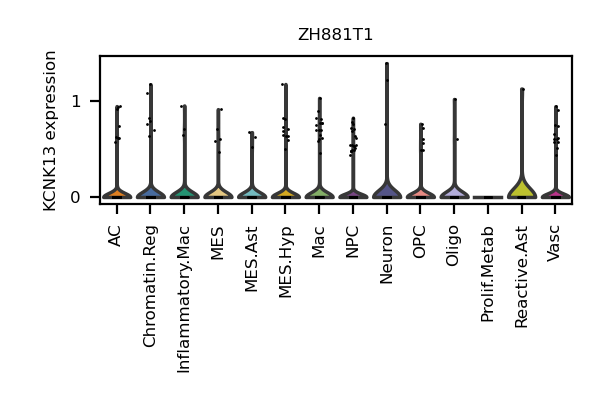 ZH881T1
KCNK13 expression
1
0
AC
Chromatin.Reg
Inflammatory.Mac
MES
MES.Ast
MES.Hyp
Mac
NPC
Neuron
OPC
Oligo
Prolif.Metab
Reactive.Ast
Vasc